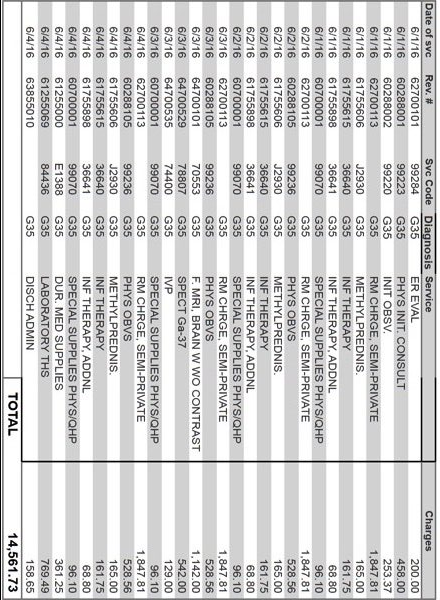 Date of svc Rev. # Svc Code Diagnosis Service Charges
6/1/16 62700101 99284 G35 ER EVAL 200.00
6/1/16 60288001 99223 G35 PHYS INIT. CONSULT 458.00
6/1/16 60288002 99220 G35 INIT OBSV. 253.37
6/1/16 62700113 G35 RM CHRGE, SEMI-PRIVATE 1,847.81
6/1/16 61755606 J2930 G35 METHYLPREDNIS. 165.00
6/1/16 61755615 36640 G35 INF THERAPY 161.75
6/1/16 61755898 36641 G35 INF THERAPY, ADDNL 68.80
6/1/16 60700001 99070 G35 SPECIAL SUPPLIES PHYS/QHP 96.10
6/2/16 62700113 G35 RM CHRGE, SEMI-PRIVATE 1,847.81
6/2/16 60288105 99236 G35 PHYS OBVS 528.56
6/2/16 61755606 J2930 G35 METHYLPREDNIS. 165.00
6/2/16 61755615 36640 G35 INF THERAPY 161.75
6/2/16 61755898 36641 G35 INF THERAPY, ADDNL 68.80
6/2/16 60700001 99070 G35 SPECIAL SUPPLIES PHYS/QHP 96.10
6/3/16 62700113 G35 RM CHRGE, SEMI-PRIVATE 1,847.81
6/3/16 60288105 99236 G35 PHYS OBVS 528.56
6/3/16 64700101 70553 G35 F. MRI, BRAIN W WO CONTRAST 1,142.00
6/3/16 64700529 78807 G35 SPECT Ga-37 542.06
6/3/16 64700535 74400 G35 IVP 129.00
6/3/16 60700001 99070 G35 SPECIAL SUPPLIES PHYS/QHP 96.10
6/4/16 62700113 G35 RM CHRGE, SEMI-PRIVATE 1,847.81
6/4/16 60288105 99236 G35 PHYS OBVS 528.56
6/4/16 61755606 J2930 G35 METHYLPREDNIS. 165.00
6/4/16 61755615 36640 G35 INF THERAPY 161.75
6/4/16 61755898 36641 G35 INF THERAPY, ADDNL 68.80
6/4/16 60700001 99070 G35 SPECIAL SUPPLIES PHYS/QHP 96.10
6/4/16 61255000 E1388 G35 DUR. MED SUPPLIES 361.25
6/4/16 61255069 84436 G35 LABORATORY THS 769.49
6/4/16 63855010 G35 DISCH ADMIN 158.65
TOTAL 14,561.73